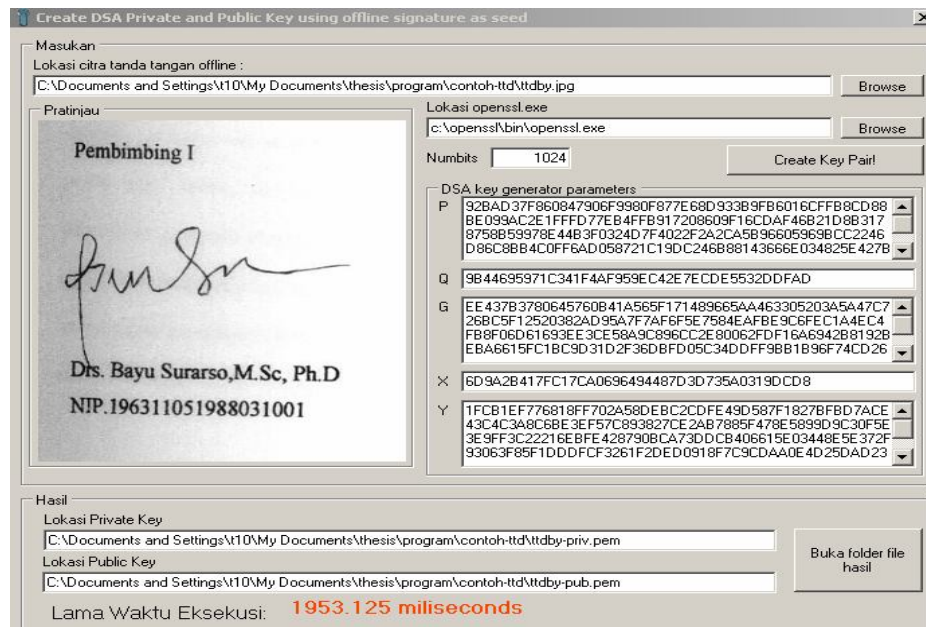 Create DSA Private and Public Key using offline signature as seed
Masukan
Lokasi citra tanda tangan offline :
C:\Documents and Settings\t10\My Documents\thesis\program\contoh-ttd\ttdby.jpg
Browse
Pratinjau
Pembimbing I
Drs. Bayu Surarso,M.Sc, Ph.D
NIP.196311051988031001
Lokasi openssl.exe
c:\openssl\bin\openssl.exe
Browse
Numbits 1024
Create Key Pair!
DSA key generator parameters
P
92BAD37F860847906F9980F877E68D933B9FB6016CFFB8CD88
BE099AC2E1FFFD77EB4FFB917208609F16CDAF46B21D8B317
8758B59978E44B3F0324D7F4022F2A2CA5B96605969BCC2246
D86C8BB4C0FF6AD058721C19DC246B88143666E034825E427B
Q
9B44695971C341F4AF959EC42E7ECDE5532DDFAD
G
EE437B3780645760B41A565F171489665AA463305203A5A47C7
26BC5F12520382AD95A7F7AF6F5E7584EAFBE9C6FEC1A4EC4
FB8F06D61693EE3CE58A9C896CC2E80062FDF16A6942B8192B
EBA6615FC1BC9D31D2F36DBFD05C34DDFF9BB1B96F74CD26
X
6D9A2B417FC17CA0696494487D3D735A0319DCD8
Y
1FCB1EF776818FF702A58DEBC2CDFE49D587F1827BFBD7ACE
43C4C3A8C6BE3EF57C893827CE2AB7885F478E5899D9C30F5E
3E9FF3C22216EBFE428790BCA73DDCB406615E03448E5E372F
93063F85F1DDDFCF3261F2DED0918F7C9CDAA0E4D25DAD23
Hasil
Lokasi Private Key
C:\Documents and Settings\t10\My Documents\thesis\program\contoh-ttd\ttdby-priv.pem
Lokasi Public Key
C:\Documents and Settings\t10\My Documents\thesis\program\contoh-ttd\ttdby-pub.pem
Buka folder file
hasil
Lama Waktu Eksekusi: 1953.125 miliseconds